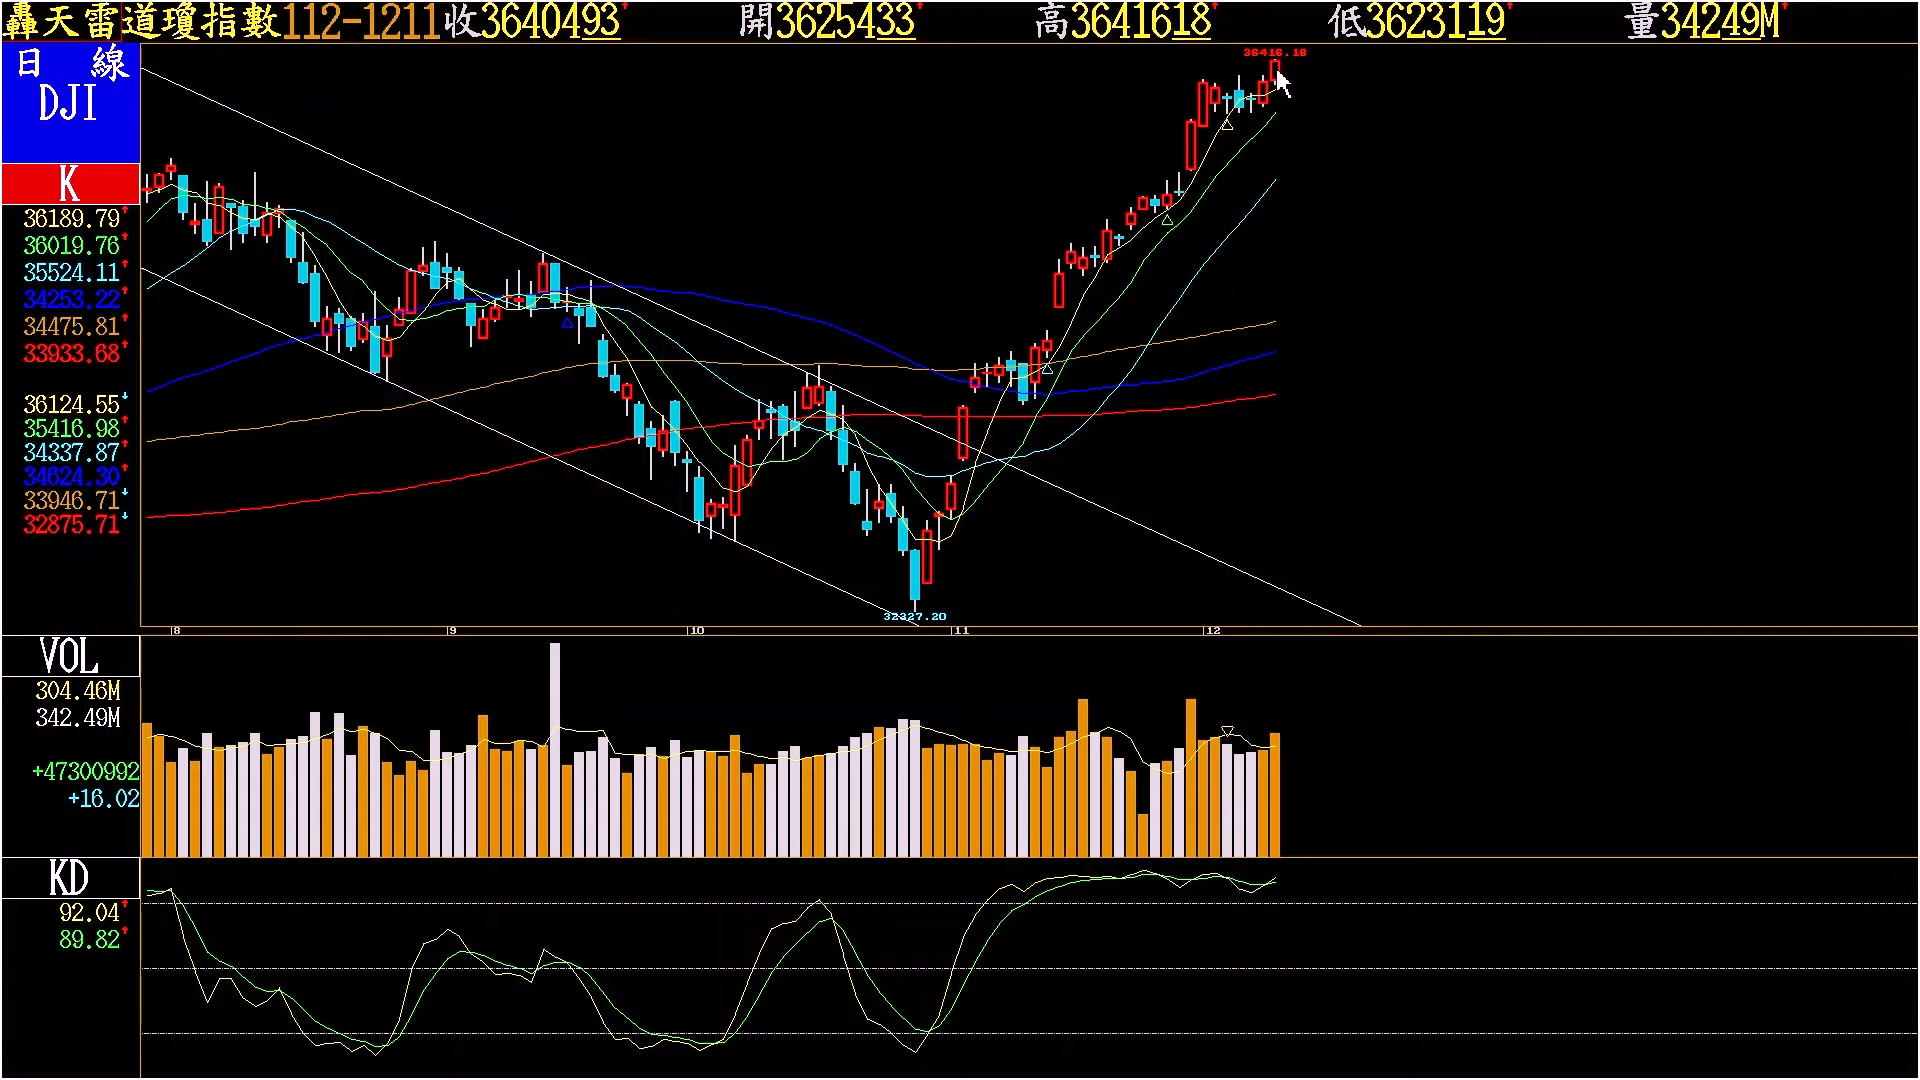 轟天雷道瓊指數112-1211收3640493 開3625433 高3641618 低3623119 量34249M
日 線
DJI
K
36189.79
36019.76
35524.11
34253.22
34475.81
33933.68
36124.55
35416.98
34337.87
34624.30
33946.71
32875.71
36416.18
32327.20
8 9 10 11 12
VOL
304.46M
342.49M
+47300992
+16.02
KD
92.04
89.82